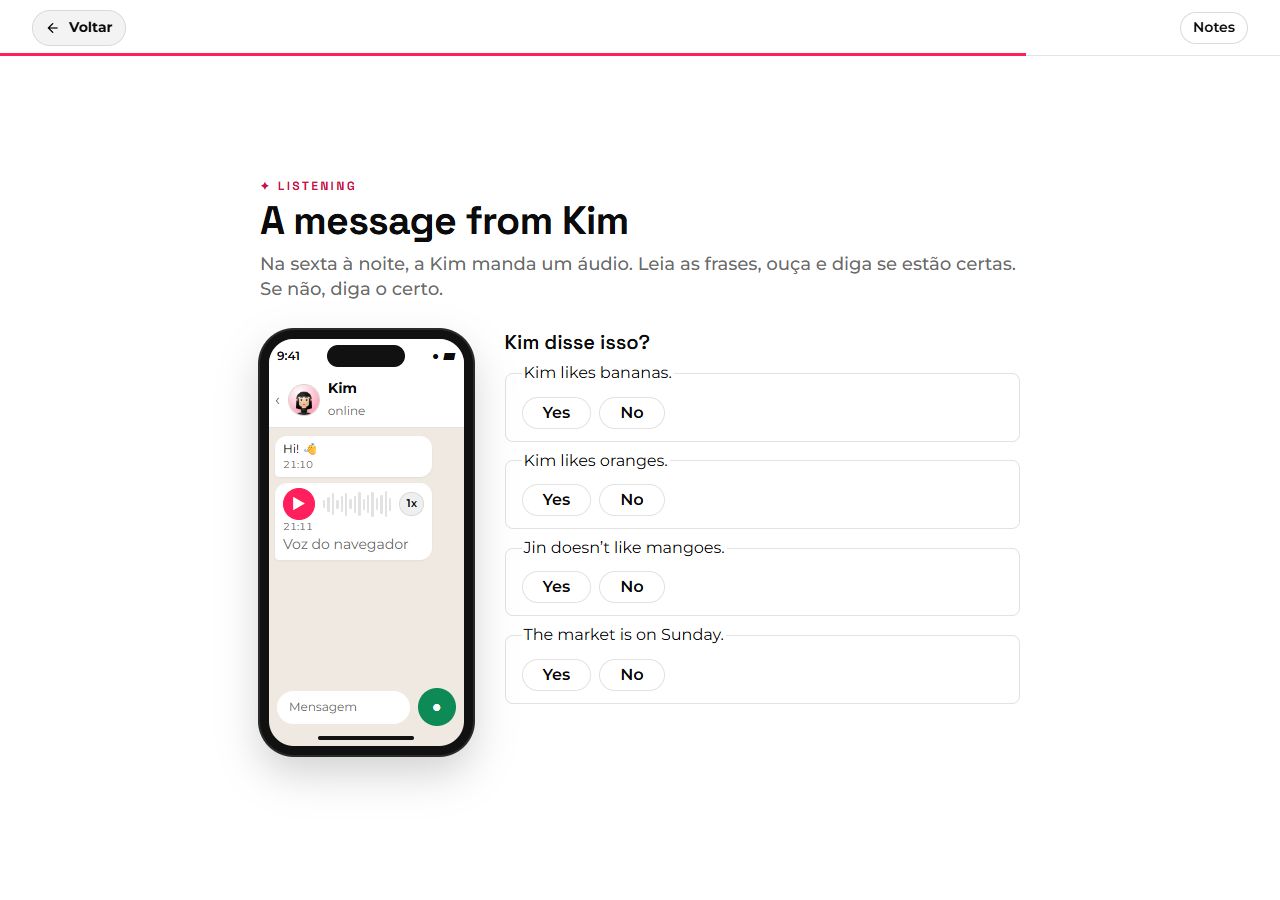 ← Voltar
Notes
✦ LISTENING
A message from Kim
Na sexta à noite, a Kim manda um áudio. Leia as frases, ouça e diga se estão certas.
Se não, diga o certo.
9:41
‹
Kim
online
Hi! 👋
21:10
1x
21:11
Voz do navegador
Mensagem
Kim disse isso?
Kim likes bananas.
Yes No
Kim likes oranges.
Yes No
Jin doesn’t like mangoes.
Yes No
The market is on Sunday.
Yes No